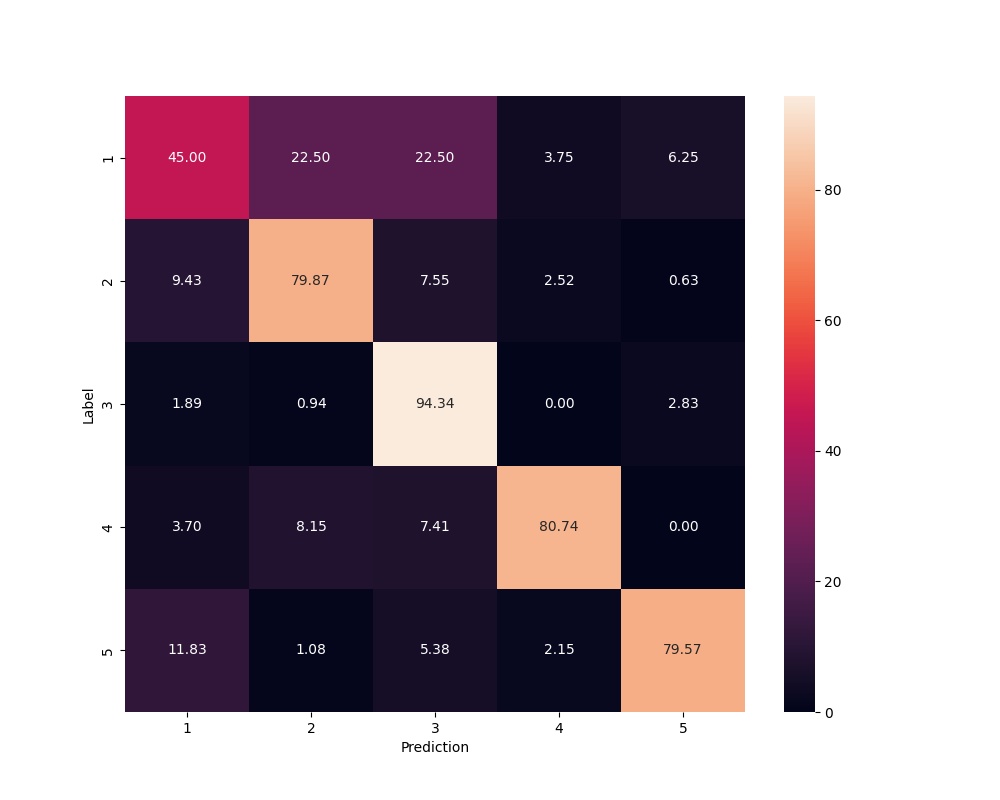 1 45.00 22.50 22.50 3.75 6.25
80
2 9.43 79.87 7.55 2.52 0.63
60
Label
3 1.89 0.94 94.34 0.00 2.83
40
4 3.70 8.15 7.41 80.74 0.00
20
5 11.83 1.08 5.38 2.15 79.57
0
1 2 3 4 5
Prediction